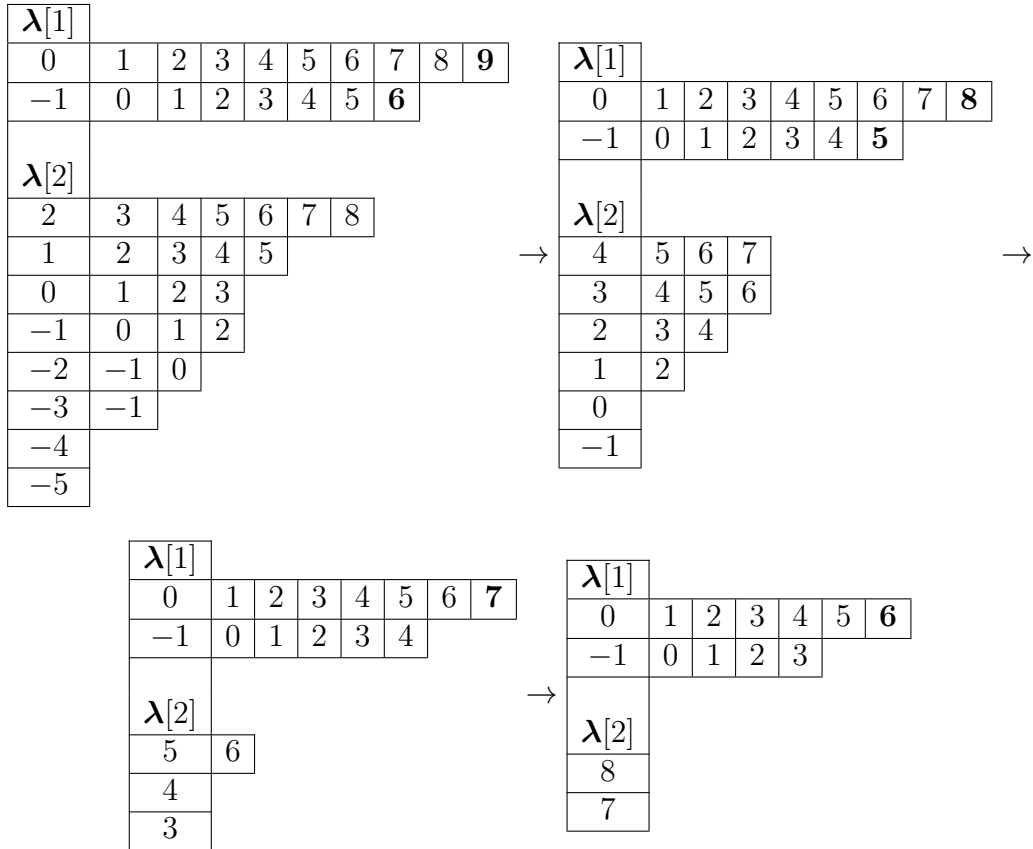 λ[1]
0 1 2 3 4 5 6 7 8 9
−1 0 1 2 3 4 5 6
λ[2]
2 3 4 5 6 7 8
1 2 3 4 5
0 1 2 3
−1 0 1 2
−2 −1 0
−3 −1
−4
−5
→
λ[1]
0 1 2 3 4 5 6 7 8
−1 0 1 2 3 4 5
λ[2]
4 5 6 7
3 4 5 6
2 3 4
1 2
0
−1
→
λ[1]
0 1 2 3 4 5 6 7
−1 0 1 2 3 4
λ[2]
5 6
4
3
→
λ[1]
0 1 2 3 4 5 6
−1 0 1 2 3
λ[2]
8
7